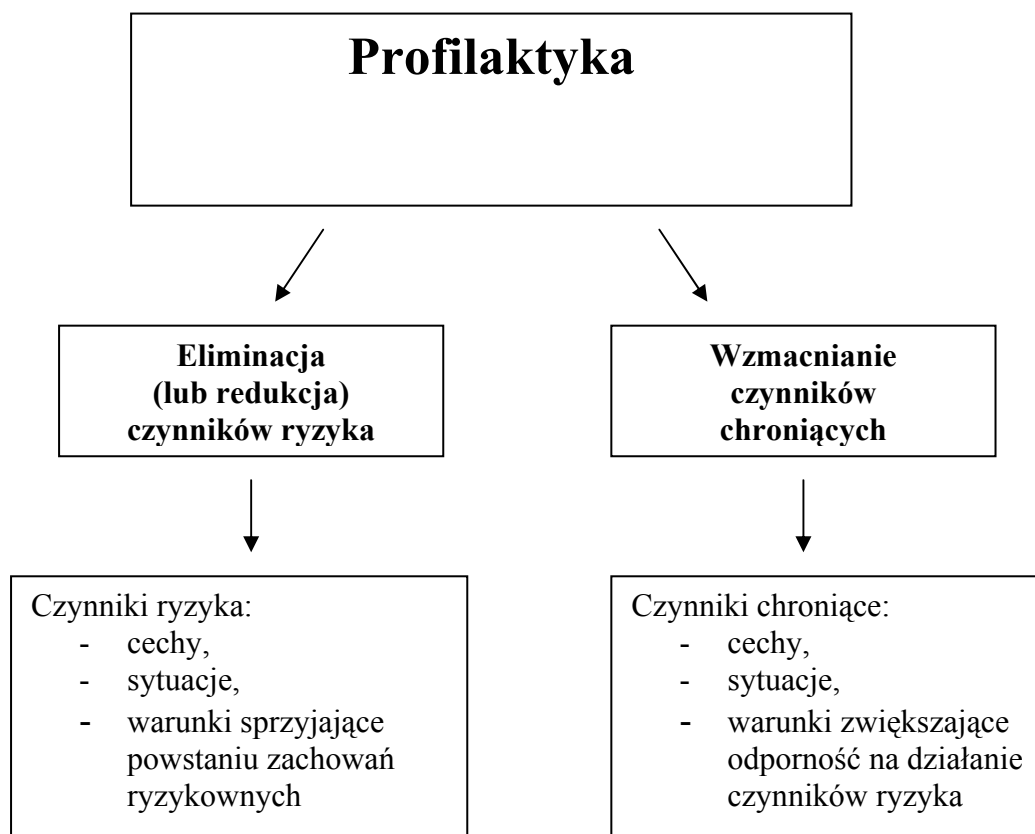 Profilaktyka
Eliminacja
(lub redukcja)
czynników ryzyka
Wzmacnianie
czynników
chroniących
Czynniki ryzyka:
- cechy,
- sytuacje,
- warunki sprzyjające
powstaniu zachowań
ryzykownych
Czynniki chroniące:
- cechy,
- sytuacje,
- warunki zwiększające
odporność na działanie
czynników ryzyka